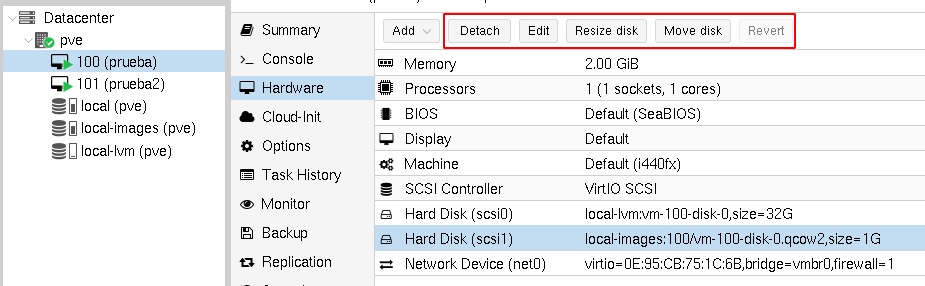 Datacenter
pve
100 (prueba)
101 (prueba2)
local (pve)
local-images (pve)
local-lvm (pve)
Summary
Console
Hardware
Cloud-Init
Options
Task History
Monitor
Backup
Replication
Add Detach Edit Resize disk Move disk Revert
Memory 2.00 GiB
Processors 1 (1 sockets, 1 cores)
BIOS Default (SeaBIOS)
Display Default
Machine Default (i440fx)
SCSI Controller VirtIO SCSI
Hard Disk (scsi0) local-lvm:vm-100-disk-0,size=32G
Hard Disk (scsi1) local-images:100/vm-100-disk-0.qcow2,size=1G
Network Device (net0) virtio=0E:95:CB:75:1C:6B,bridge=vmbr0,firewall=1